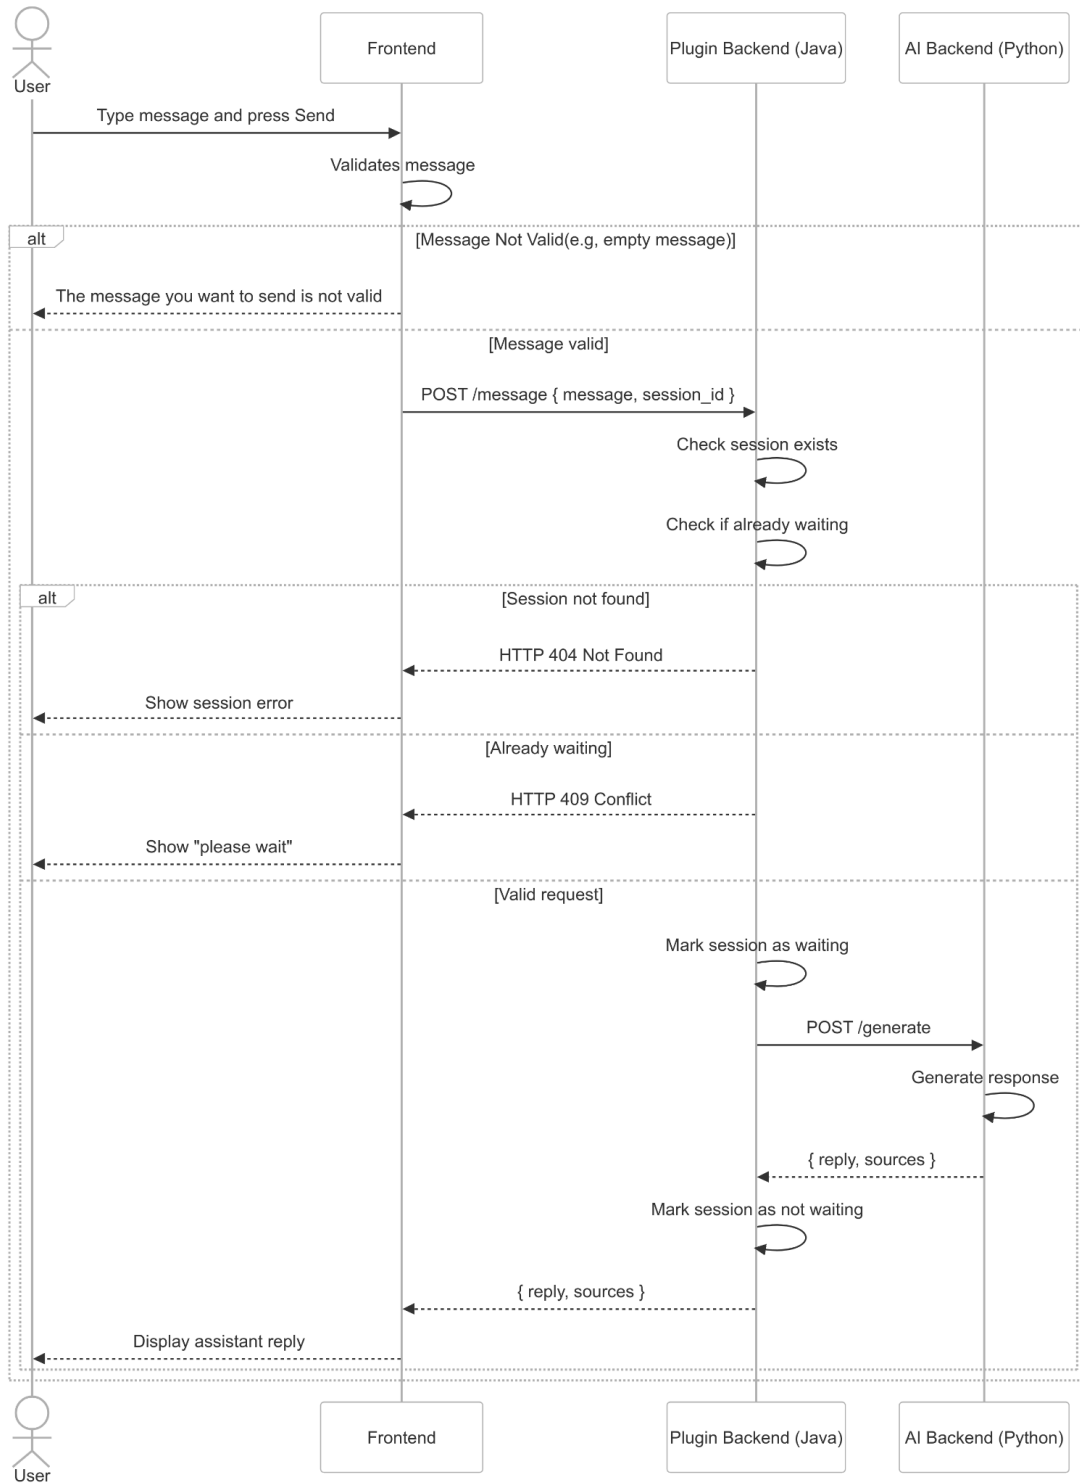 User
Frontend
Plugin Backend (Java)
AI Backend (Python)
Type message and press Send
Validates message
alt
[Message Not Valid(e.g, empty message)]
The message you want to send is not valid
[Message valid]
POST /message { message, session_id }
Check session exists
Check if already waiting
alt
[Session not found]
HTTP 404 Not Found
Show session error
[Already waiting]
HTTP 409 Conflict
Show "please wait"
[Valid request]
Mark session as waiting
POST /generate
Generate response
{ reply, sources }
Mark session as not waiting
{ reply, sources }
Display assistant reply
User
Frontend
Plugin Backend (Java)
AI Backend (Python)